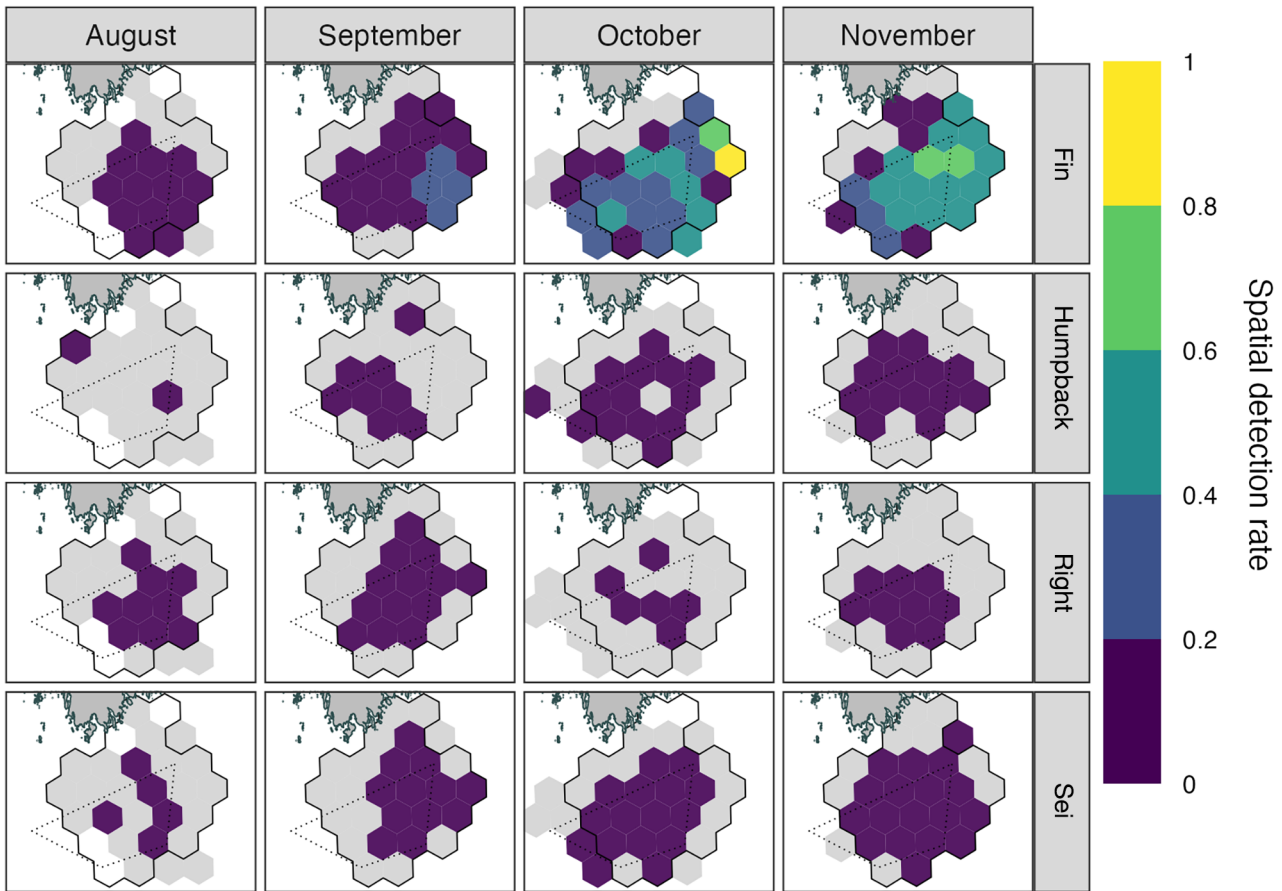 August
September
October
November
Fin
Humpback
Right
Sei
1
0.8
0.6
0.4
0.2
0
Spatial detection rate